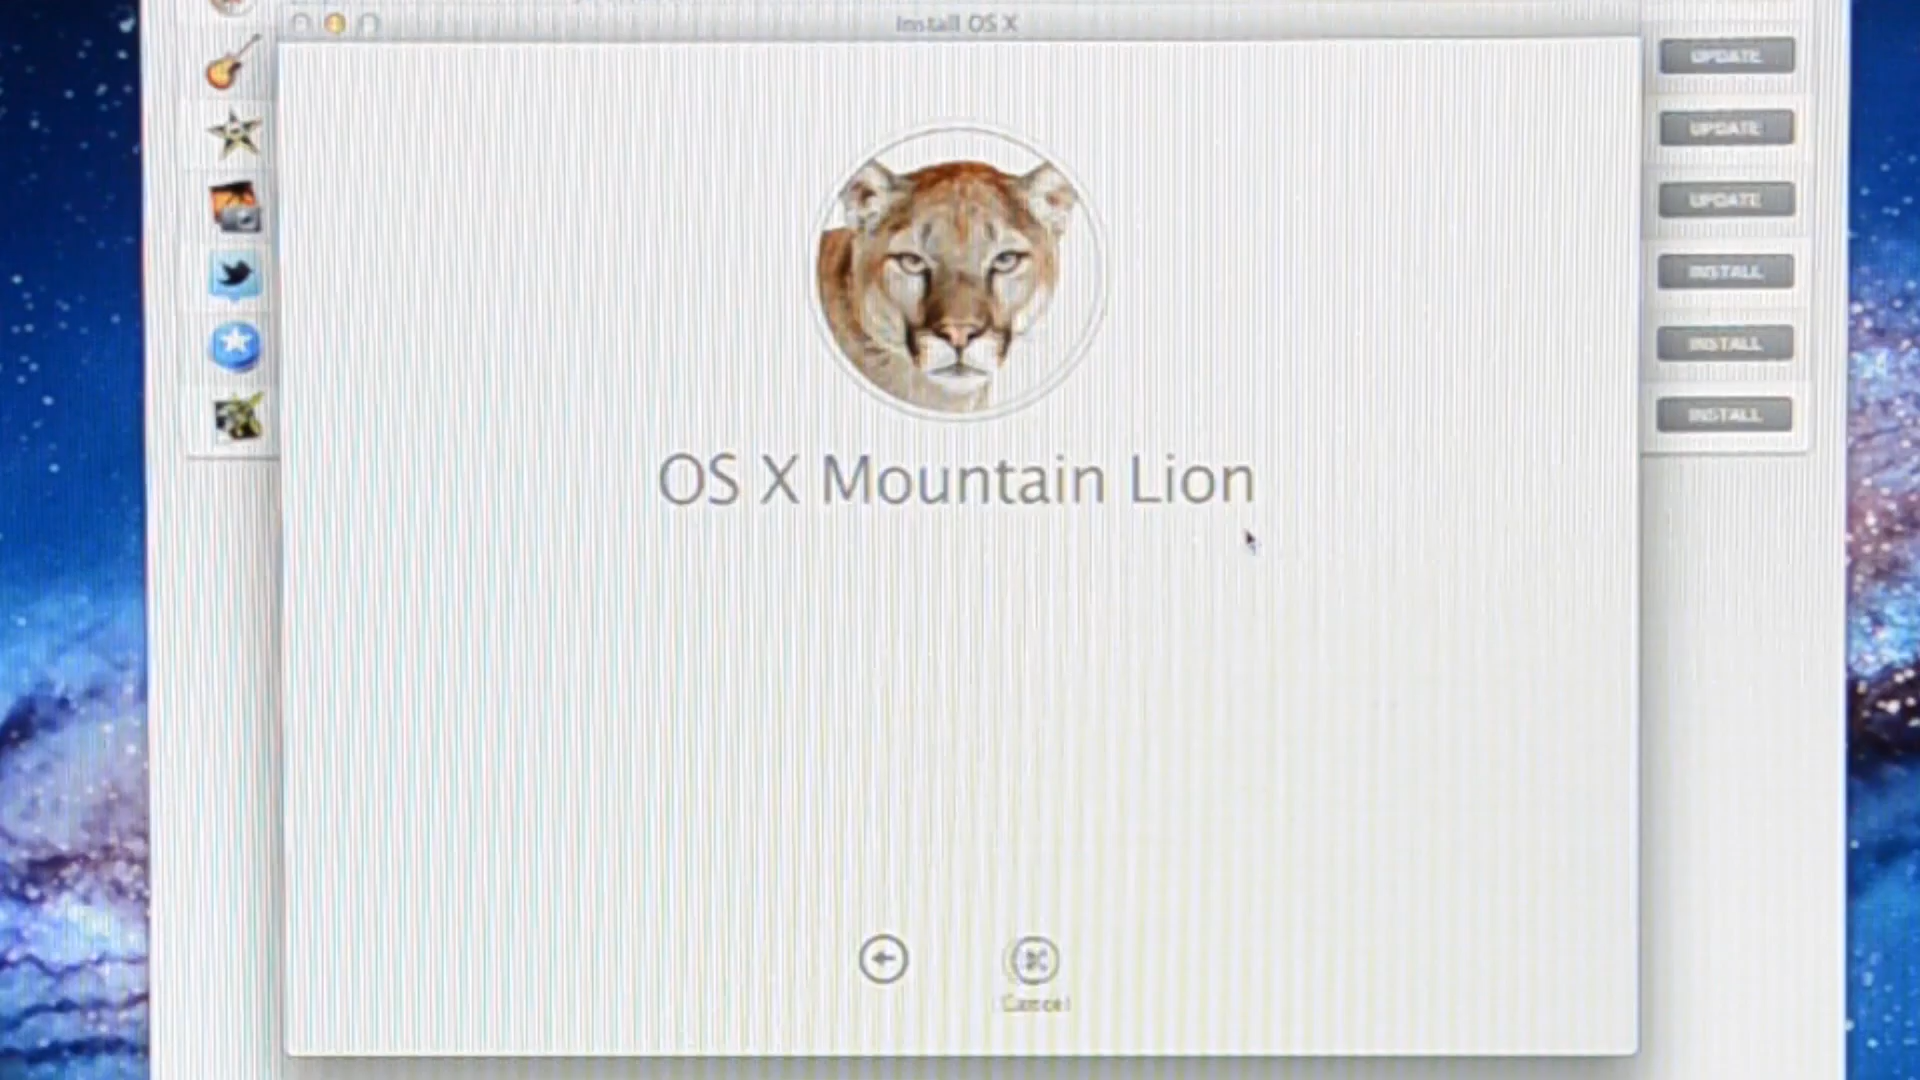 Install OS X
UPDATE
UPDATE
UPDATE
INSTALL
INSTALL
INSTALL
OS X Mountain Lion
Cancel